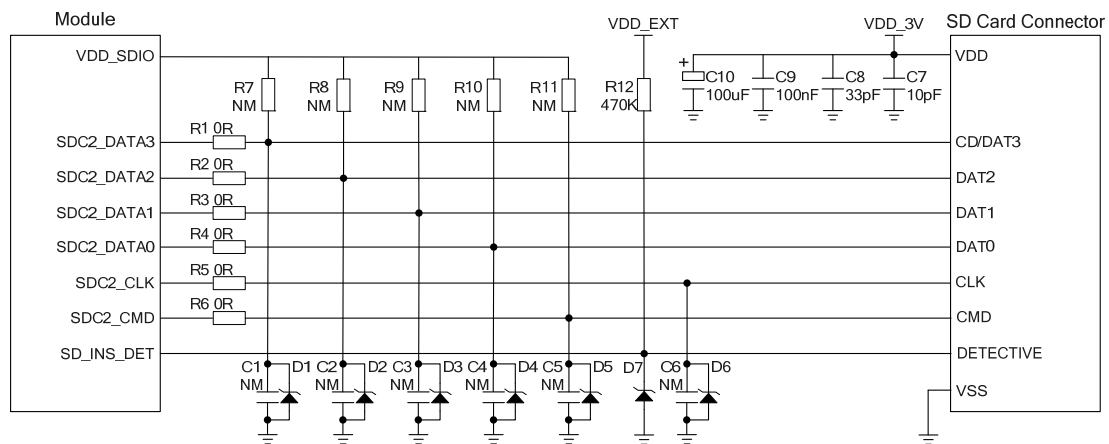 Module
VDD_EXT
VDD_3V
SD Card Connector
VDD_SDIO
VDD
R7
NM
R8
NM
R9
NM
R10
NM
R11
NM
R12
470K
+
C10
100uF
C9
100nF
C8
33pF
C7
10pF
SDC2_DATA3
R1 0R
CD/DAT3
SDC2_DATA2
R2 0R
DAT2
SDC2_DATA1
R3 0R
DAT1
SDC2_DATA0
R4 0R
DAT0
SDC2_CLK
R5 0R
CLK
SDC2_CMD
R6 0R
CMD
SD_INS_DET
DETECTIVE
C1
NM
D1
C2
NM
D2
C3
NM
D3
C4
NM
D4
C5
NM
D5
D7
C6
NM
D6
VSS